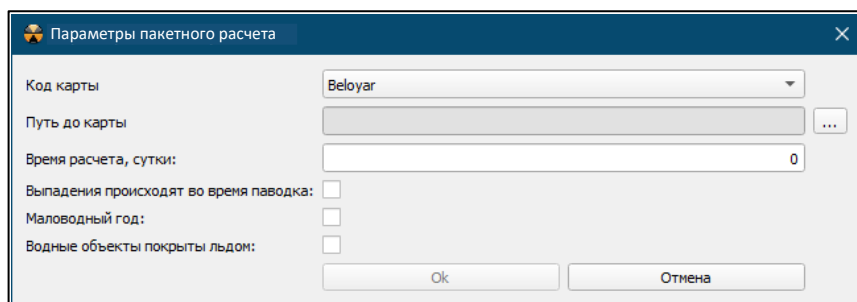 Параметры пакетного расчета
Код карты Beloyar
Путь до карты ...
Время расчета, сутки: 0
Выпадения происходят во время паводка:
Маловодный год:
Водные объекты покрыты льдом:
Ok Отмена